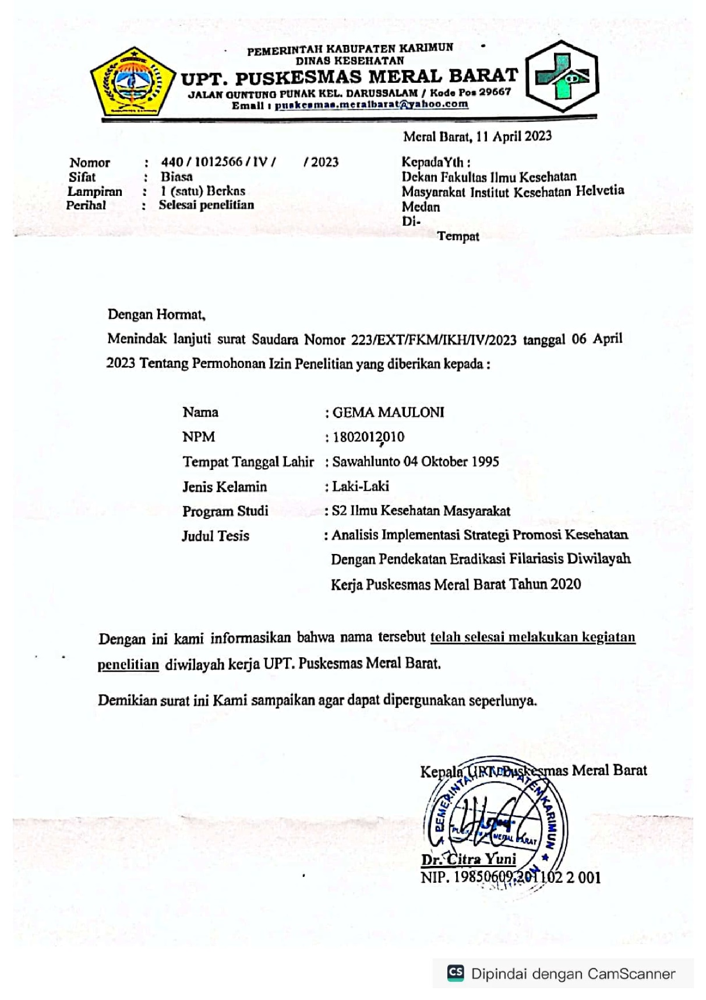 PEMERINTAH KABUPATEN KARIMUN
DINAS KESEHATAN
UPT. PUSKESMAS MERAL BARAT
JALAN GUNTUNG PUNAK KEL. DARUSSALAM / Kode Pos 29667
Email : puskesmas.meralbarat@yahoo.com
Meral Barat, 11 April 2023
Nomor : 440 / 1012566 / IV / / 2023
Sifat : Biasa
Lampiran : 1 (satu) Berkas
Perihal : Selesai penelitian
KepadaYth :
Dekan Fakultas Ilmu Kesehatan
Masyarakat Institut Kesehatan Helvetia
Medan
Di-
Tempat
Dengan Hormat,
Menindak lanjuti surat Saudara Nomor 223/EXT/FKM/IKH/IV/2023 tanggal 06 April
2023 Tentang Permohonan Izin Penelitian yang diberikan kepada :
Nama : GEMA MAULONI
NPM : 1802012010
Tempat Tanggal Lahir : Sawahlunto 04 Oktober 1995
Jenis Kelamin : Laki-Laki
Program Studi : S2 Ilmu Kesehatan Masyarakat
Judul Tesis : Analisis Implementasi Strategi Promosi Kesehatan
Dengan Pendekatan Eradikasi Filariasis Diwilayah
Kerja Puskesmas Meral Barat Tahun 2020
Dengan ini kami informasikan bahwa nama tersebut telah selesai melakukan kegiatan
penelitian diwilayah kerja UPT. Puskesmas Meral Barat.
Demikian surat ini Kami sampaikan agar dapat dipergunakan seperlunya.
Kepala UPT. Puskesmas Meral Barat
PEMERINTAH KABUPATEN KARIMUN
MERAL BARAT
Dr. Citra Yuni
NIP. 19850609 201102 2 001
CS Dipindai dengan CamScanner